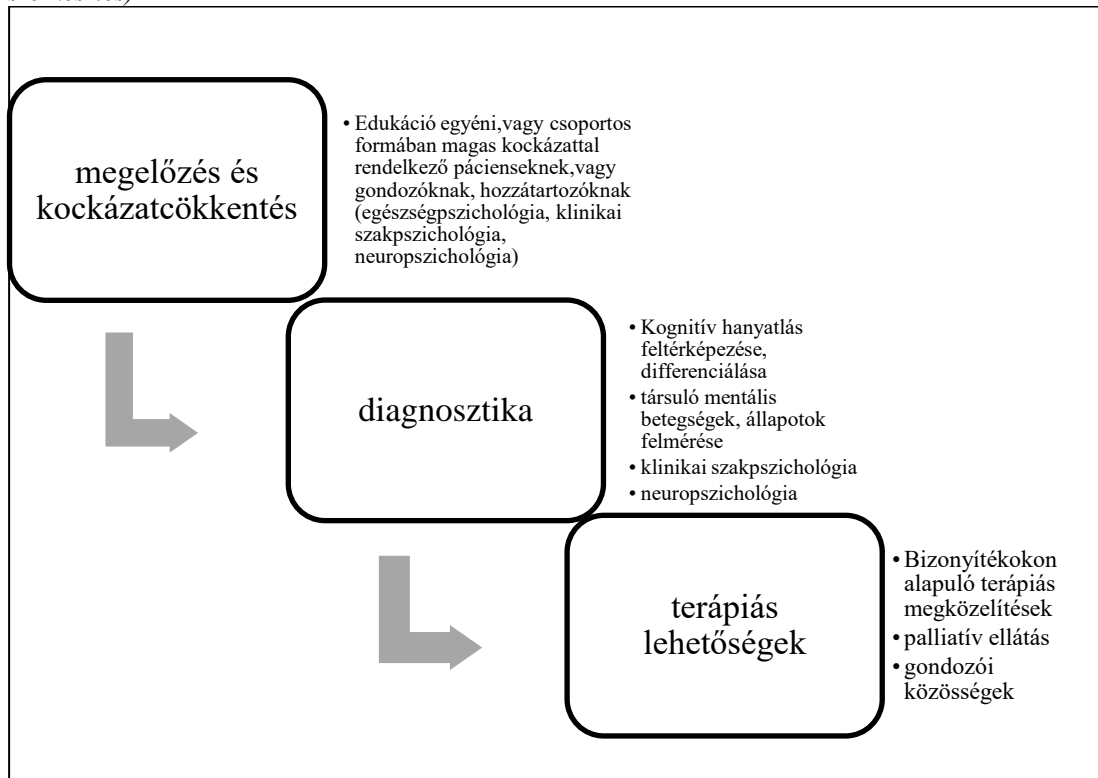 megelőzés és
kockázatcökkentés
• Edukáció egyéni,vagy csoportos
formában magas kockázattal
rendelkező pácienseknek,vagy
gondozóknak, hozzátartozóknak
(egészségpszichológia, klinikai
szakpszichológia,
neuropszichológia)
diagnosztika
• Kognitív hanyatlás
feltérképezése,
differenciálása
• társuló mentális
betegségek, állapotok
felmérése
• klinikai szakpszichológia
• neuropszichológia
terápiás
lehetőségek
• Bizonyítékokon
alapuló terápiás
megközelítések
• palliatív ellátás
• gondozói
közösségek